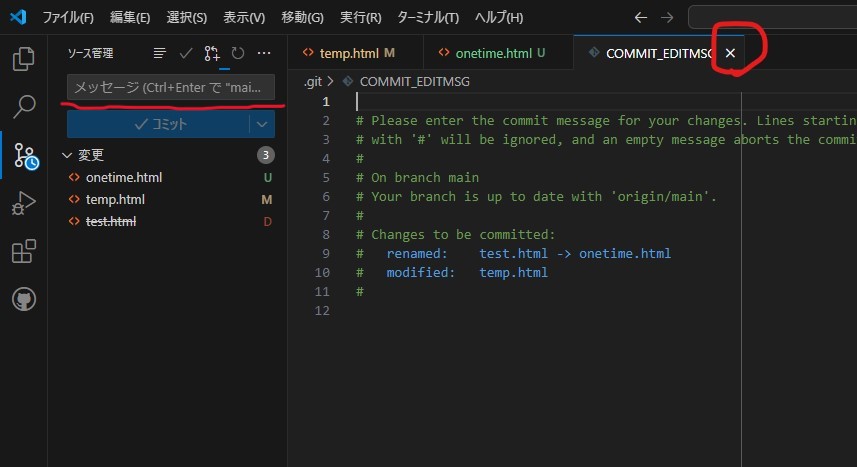 ファイル(F) 編集(E) 選択(S) 表示(V) 移動(G) 実行(R) ターミナル(T) ヘルプ(H)
ソース管理
temp.html M
onetime.html U
COMMIT_EDITMSG
メッセージ (Ctrl+Enter で "mai...
コミット
変更 3
onetime.html U
temp.html M
test.html D
.git > COMMIT_EDITMSG
1
2 # Please enter the commit message for your changes. Lines startin
3 # with '#' will be ignored, and an empty message aborts the commi
4 #
5 # On branch main
6 # Your branch is up to date with 'origin/main'.
7 #
8 # Changes to be committed:
9 # renamed: test.html -> onetime.html
10 # modified: temp.html
11 #
12